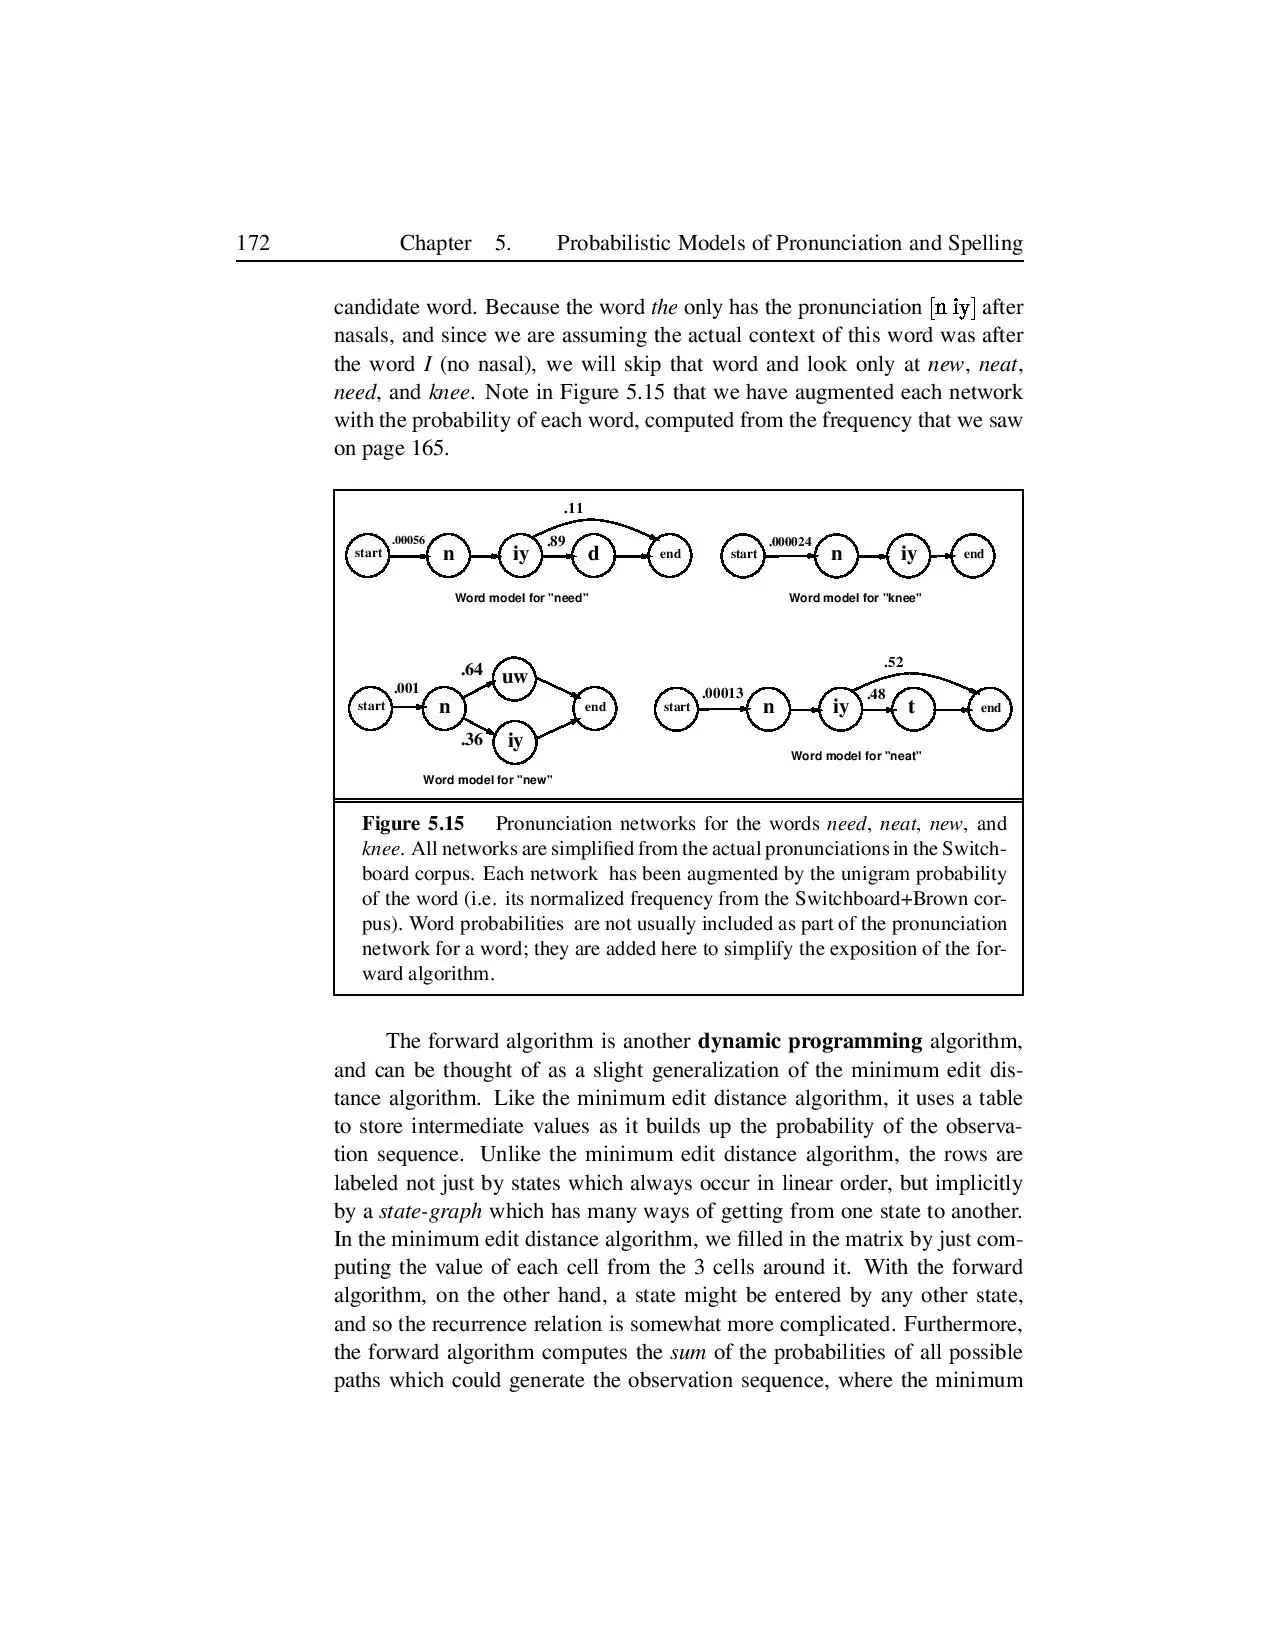 172 Chapter 5. Probabilistic Models of Pronunciation and Spelling
candidate word. Because the word the only has the pronunciation [n iy] after
nasals, and since we are assuming the actual context of this word was after
the word I (no nasal), we will skip that word and look only at new, neat,
need, and knee. Note in Figure 5.15 that we have augmented each network
with the probability of each word, computed from the frequency that we saw
on page 165.
.11
start .00056 n iy .89 d end
start .000024 n iy end
Word model for "need"
Word model for "knee"
start .001 n .64 uw .36 iy end
Word model for "new"
.52
start .00013 n iy .48 t end
Word model for "neat"
Figure 5.15 Pronunciation networks for the words need, neat, new, and
knee. All networks are simplified from the actual pronunciations in the Switch-
board corpus. Each network has been augmented by the unigram probability
of the word (i.e. its normalized frequency from the Switchboard+Brown cor-
pus). Word probabilities are not usually included as part of the pronunciation
network for a word; they are added here to simplify the exposition of the for-
ward algorithm.
The forward algorithm is another dynamic programming algorithm,
and can be thought of as a slight generalization of the minimum edit dis-
tance algorithm. Like the minimum edit distance algorithm, it uses a table
to store intermediate values as it builds up the probability of the observa-
tion sequence. Unlike the minimum edit distance algorithm, the rows are
labeled not just by states which always occur in linear order, but implicitly
by a state-graph which has many ways of getting from one state to another.
In the minimum edit distance algorithm, we filled in the matrix by just com-
puting the value of each cell from the 3 cells around it. With the forward
algorithm, on the other hand, a state might be entered by any other state,
and so the recurrence relation is somewhat more complicated. Furthermore,
the forward algorithm computes the sum of the probabilities of all possible
paths which could generate the observation sequence, where the minimum